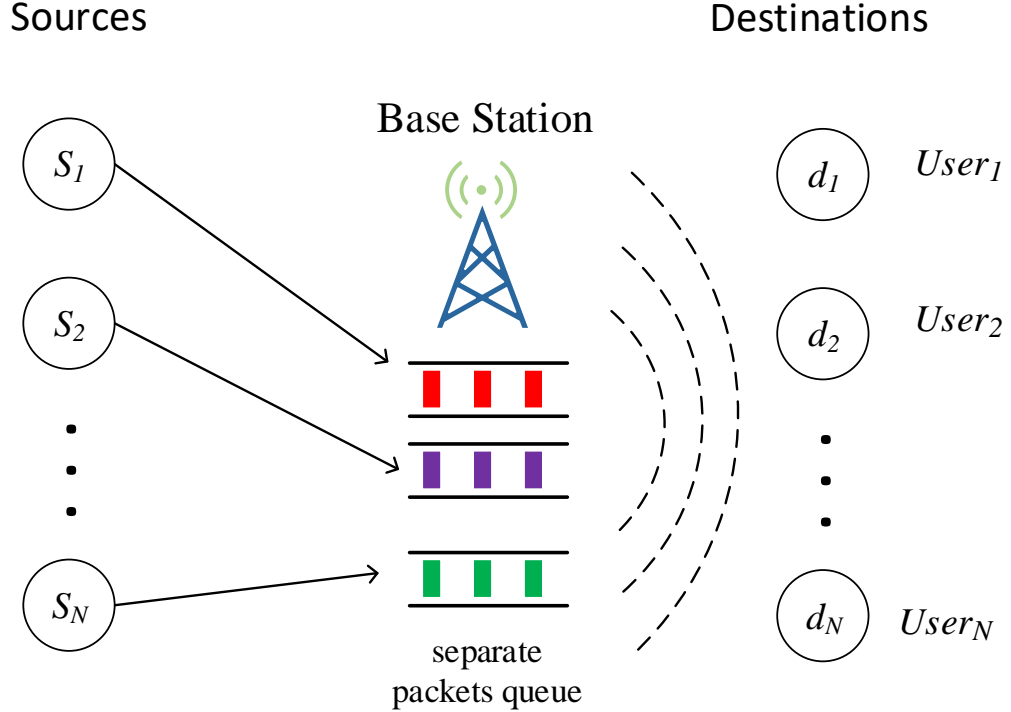 Sources
Destinations
Base Station
S1
d1
User1
S2
d2
User2
SN
dN
UserN
separate
packets queue